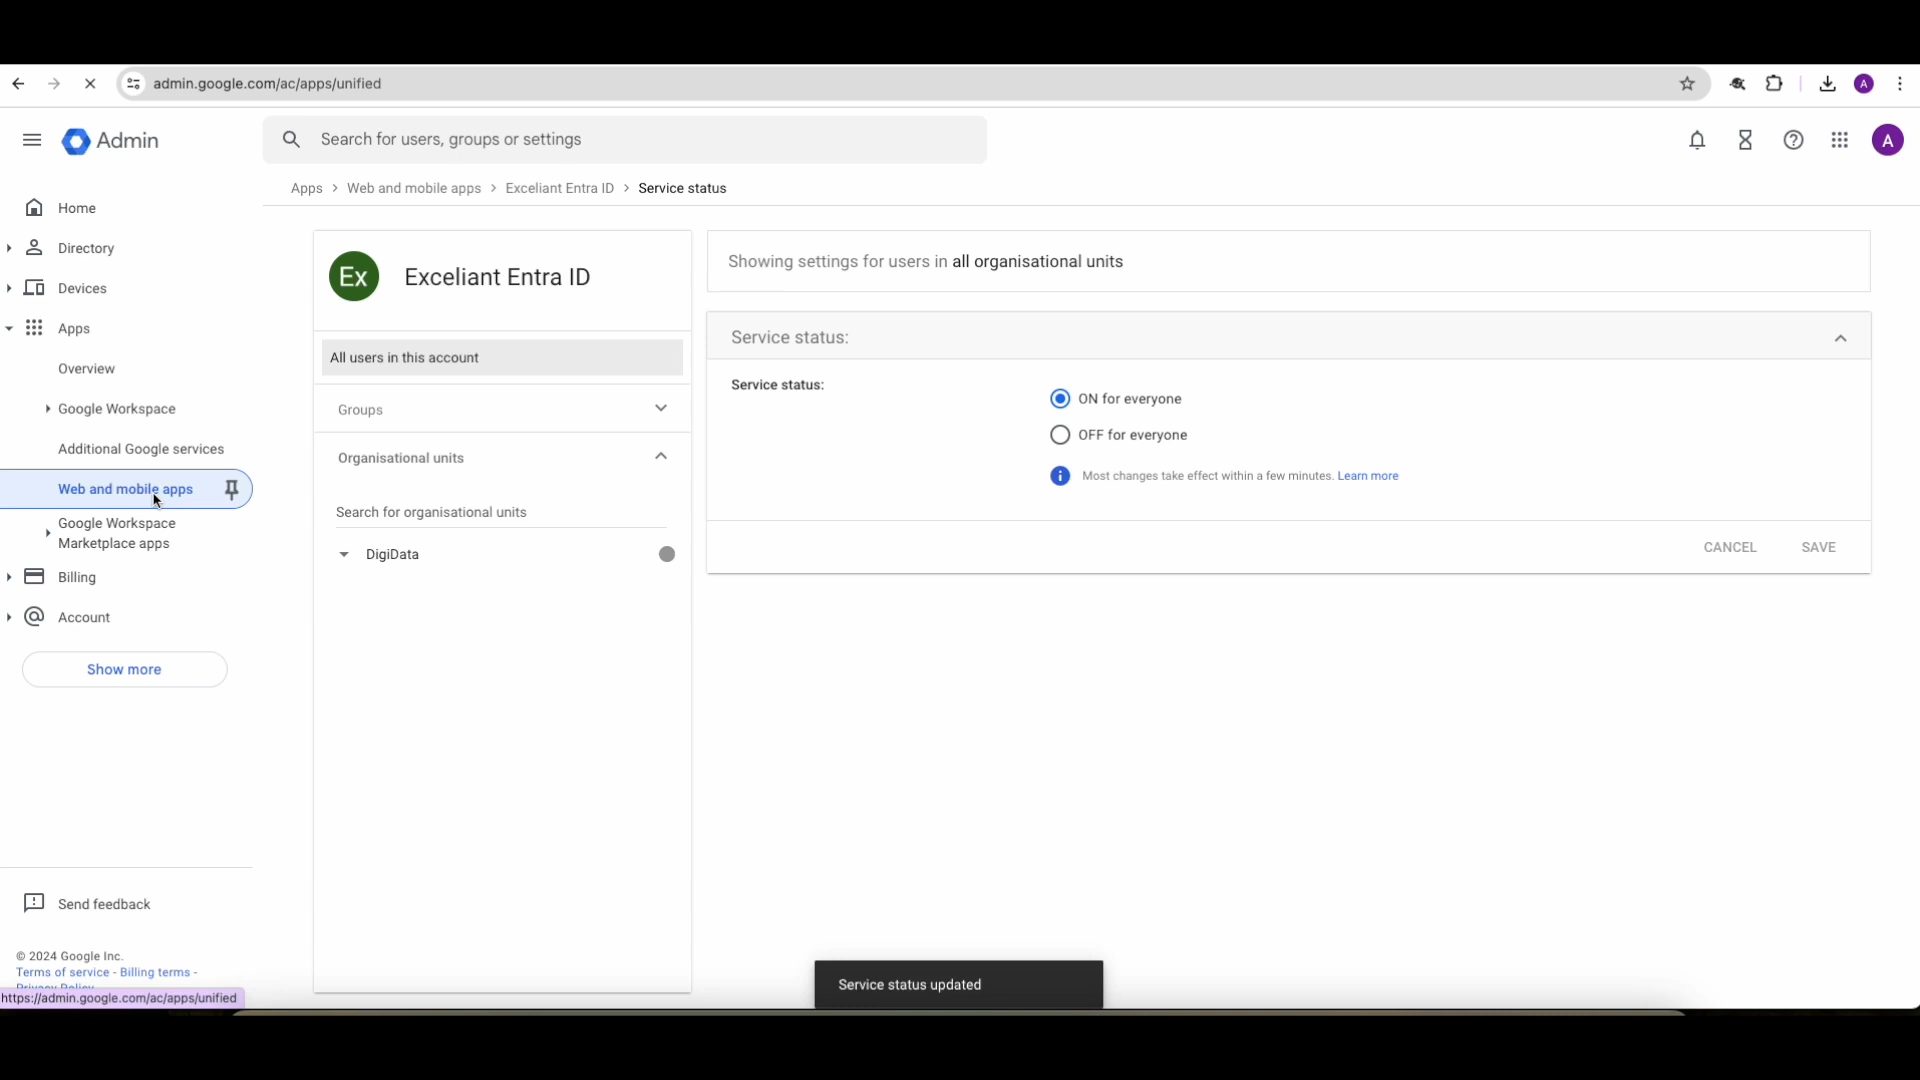 admin.google.com/ac/apps/unified
A
Admin
Search for users, groups or settings
A
Apps > Web and mobile apps > Exceliant Entra ID > Service status
Home
Directory
Devices
Apps
Overview
Google Workspace
Additional Google services
Web and mobile apps
Google Workspace
Marketplace apps
Billing
Account
Show more
Send feedback
© 2024 Google Inc.
Terms of service - Billing terms -
Privacy Policy
https://admin.google.com/ac/apps/unified
Ex
Exceliant Entra ID
All users in this account
Groups
Organisational units
Search for organisational units
DigiData
Showing settings for users in all organisational units
Service status:
Service status:
ON for everyone
OFF for everyone
Most changes take effect within a few minutes. Learn more
CANCEL
SAVE
Service status updated